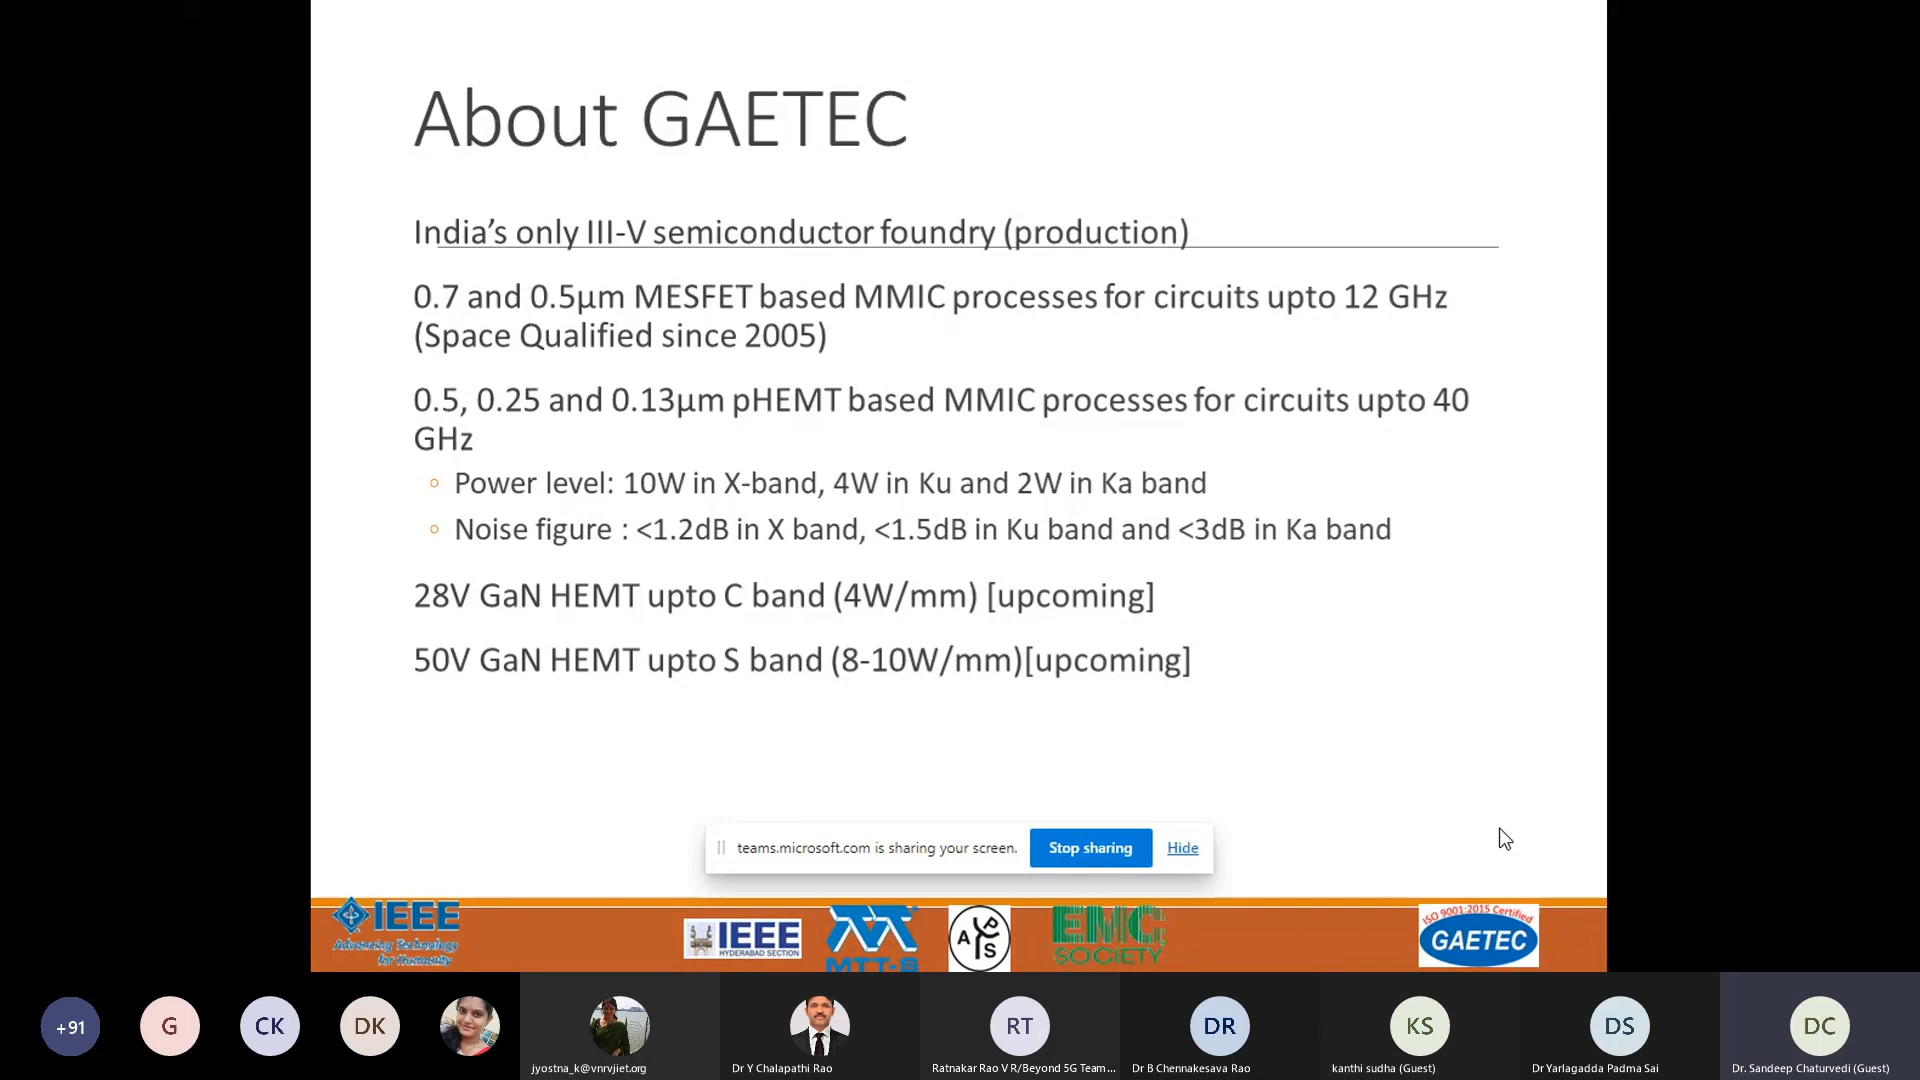 About GAETEC
India’s only III-V semiconductor foundry (production)
0.7 and 0.5µm MESFET based MMIC processes for circuits upto 12 GHz
(Space Qualified since 2005)
0.5, 0.25 and 0.13µm pHEMT based MMIC processes for circuits upto 40
GHz
Power level: 10W in X-band, 4W in Ku and 2W in Ka band
Noise figure : <1.2dB in X band, <1.5dB in Ku band and <3dB in Ka band
28V GaN HEMT upto C band (4W/mm) [upcoming]
50V GaN HEMT upto S band (8-10W/mm)[upcoming]
teams.microsoft.com is sharing your screen. Stop sharing Hide
IEEE
Advancing Technology
for Humanity
IEEE
HYDERABAD SECTION
MTT-S
APS
EMC
SOCIETY
ISO 9001:2015 Certified
GAETEC
+91 G CK DK RT DR KS DS DC
jyostna_k@vnrvjiet.org Dr Y Chalapathi Rao Ratnakar Rao V R/Beyond 5G Team... Dr B Chennakesava Rao kanthi sudha (Guest) Dr Yarlagadda Padma Sai Dr. Sandeep Chaturvedi (Guest)